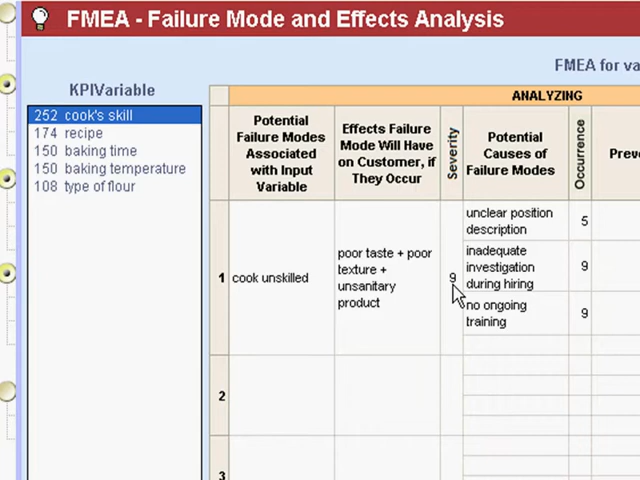 FMEA - Failure Mode and Effects Analysis
FMEA for va
KPIVariable
252 cook's skill
174 recipe
150 baking time
150 baking temperature
108 type of flour
ANALYZING
Potential
Failure Modes
Associated
with Input
Variable
Effects Failure
Mode Will Have
on Customer, if
They Occur
Severity
Potential
Causes of
Failure Modes
Occurrence
Preve
1
cook unskilled
poor taste + poor
texture +
unsanitary
product
9
unclear position
description
5
inadequate
investigation
during hiring
9
no ongoing
training
9
2
3